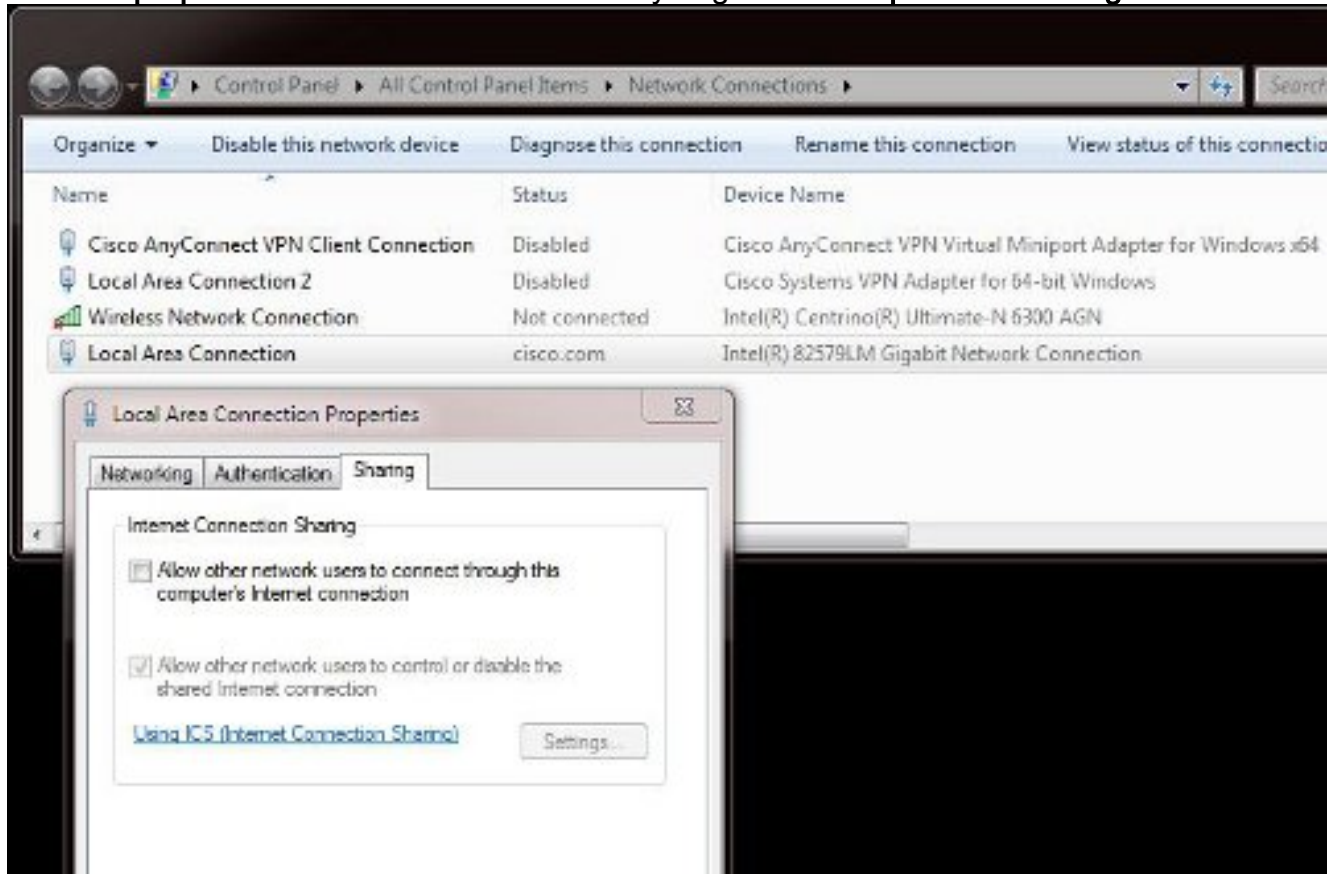 Control Panel ▸ All Control Panel Items ▸ Network Connections ▸ Search
Organize ▾ Disable this network device Diagnose this connection Rename this connection View status of this connectio
Name Status Device Name
Cisco AnyConnect VPN Client Connection Disabled Cisco AnyConnect VPN Virtual Miniport Adapter for Windows x64
Local Area Connection 2 Disabled Cisco Systems VPN Adapter for 64-bit Windows
Wireless Network Connection Not connected Intel(R) Centrino(R) Ultimate-N 6300 AGN
Local Area Connection cisco.com Intel(R) 82579LM Gigabit Network Connection
Local Area Connection Properties
Networking Authentication Sharing
Internet Connection Sharing
Allow other network users to connect through this
computer's Internet connection
Allow other network users to control or disable the
shared Internet connection
Using ICS (Internet Connection Sharing) Settings...